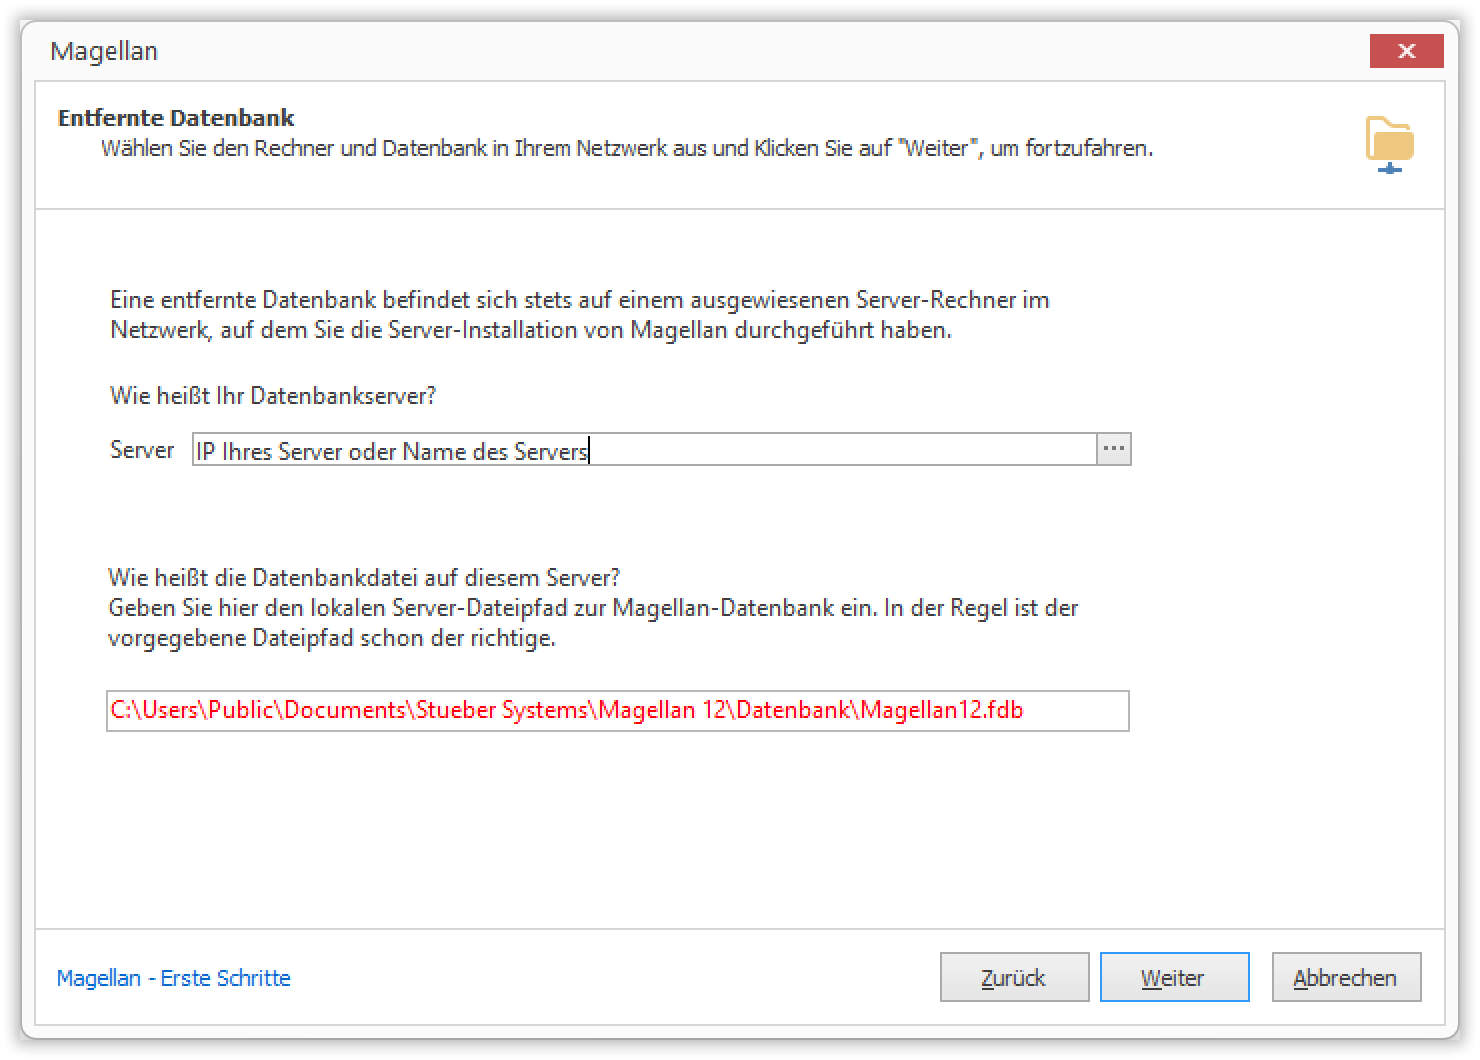 Magellan
Entfernte Datenbank
Wählen Sie den Rechner und Datenbank in Ihrem Netzwerk aus und Klicken Sie auf "Weiter", um fortzufahren.
Eine entfernte Datenbank befindet sich stets auf einem ausgewiesenen Server-Rechner im
Netzwerk, auf dem Sie die Server-Installation von Magellan durchgeführt haben.
Wie heißt Ihr Datenbankserver?
Server IP Ihres Server oder Name des Servers ...
Wie heißt die Datenbankdatei auf diesem Server?
Geben Sie hier den lokalen Server-Dateipfad zur Magellan-Datenbank ein. In der Regel ist der
vorgegebene Dateipfad schon der richtige.
C:\Users\Public\Documents\Stueber Systems\Magellan 12\Datenbank\Magellan12.fdb
Magellan - Erste Schritte Zurück Weiter Abbrechen